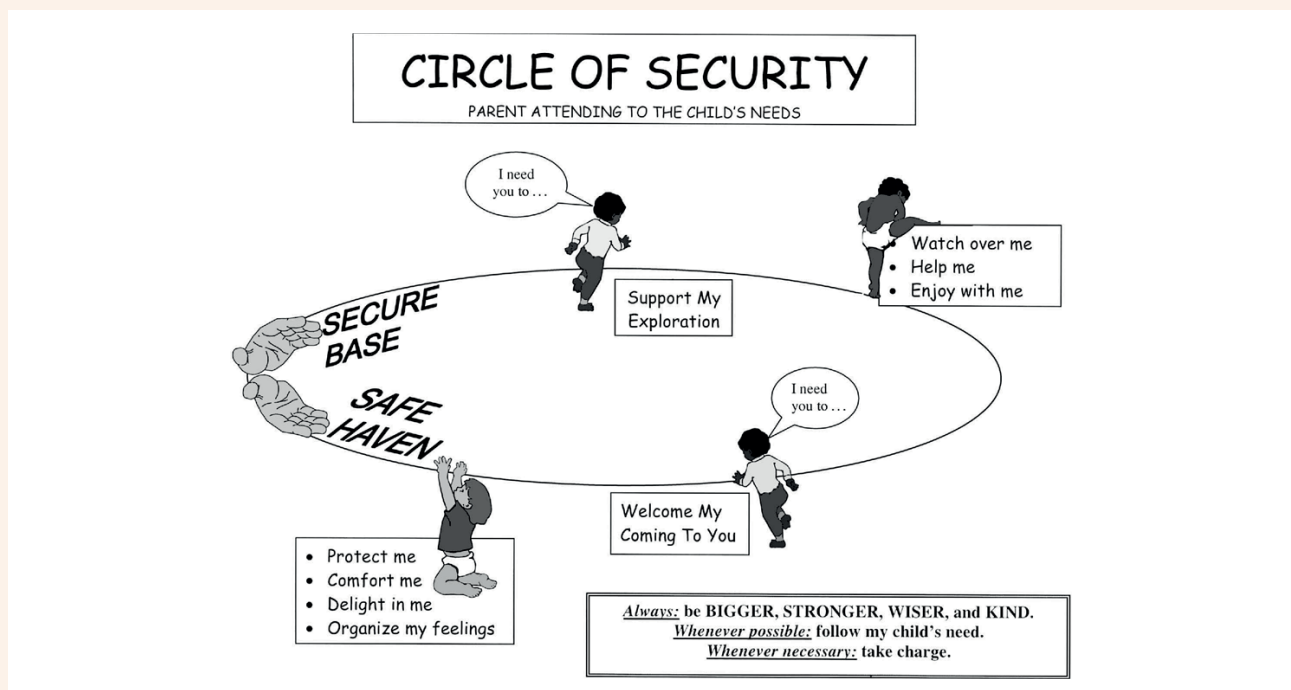 CIRCLE OF SECURITY
PARENT ATTENDING TO THE CHILD'S NEEDS
I need
you to ...
• Watch over me
• Help me
• Enjoy with me
Support My
Exploration
SECURE
BASE
SAFE
HAVEN
I need
you to ...
Welcome My
Coming To You
• Protect me
• Comfort me
• Delight in me
• Organize my feelings
Always: be BIGGER, STRONGER, WISER, and KIND.
Whenever possible: follow my child's need.
Whenever necessary: take charge.